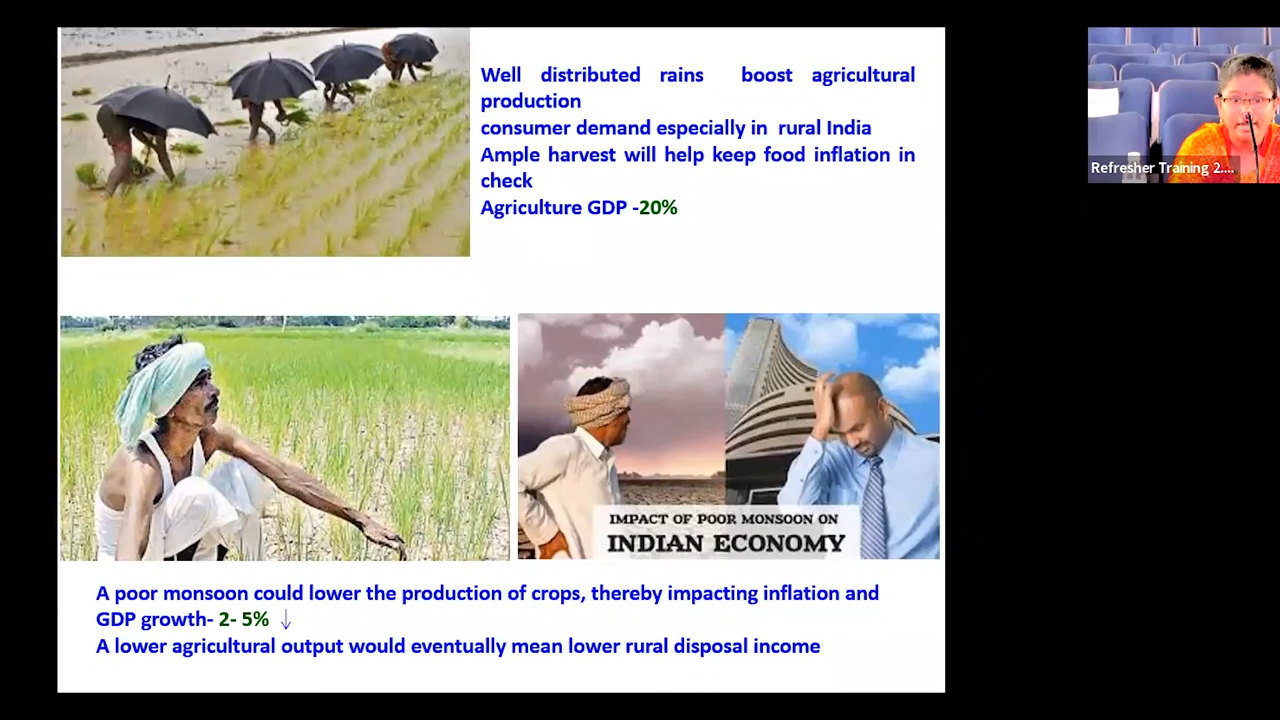 Well distributed rains boost agricultural
production
consumer demand especially in rural India
Ample harvest will help keep food inflation in
check
Agriculture GDP -20%
Refresher Training 2....
IMPACT OF POOR MONSOON ON
INDIAN ECONOMY
A poor monsoon could lower the production of crops, thereby impacting inflation and
GDP growth- 2- 5% ↓
A lower agricultural output would eventually mean lower rural disposal income